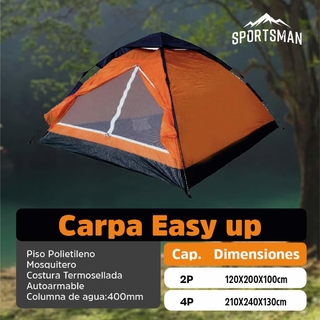 SPORTSMAN
Carpa Easy up
Piso Polietileno
Mosquitero
Costura Termosellada
Autoarmable
Columna de agua:400mm
Cap. Dimensiones
2P 120X200X100cm
4P 210X240X130cm